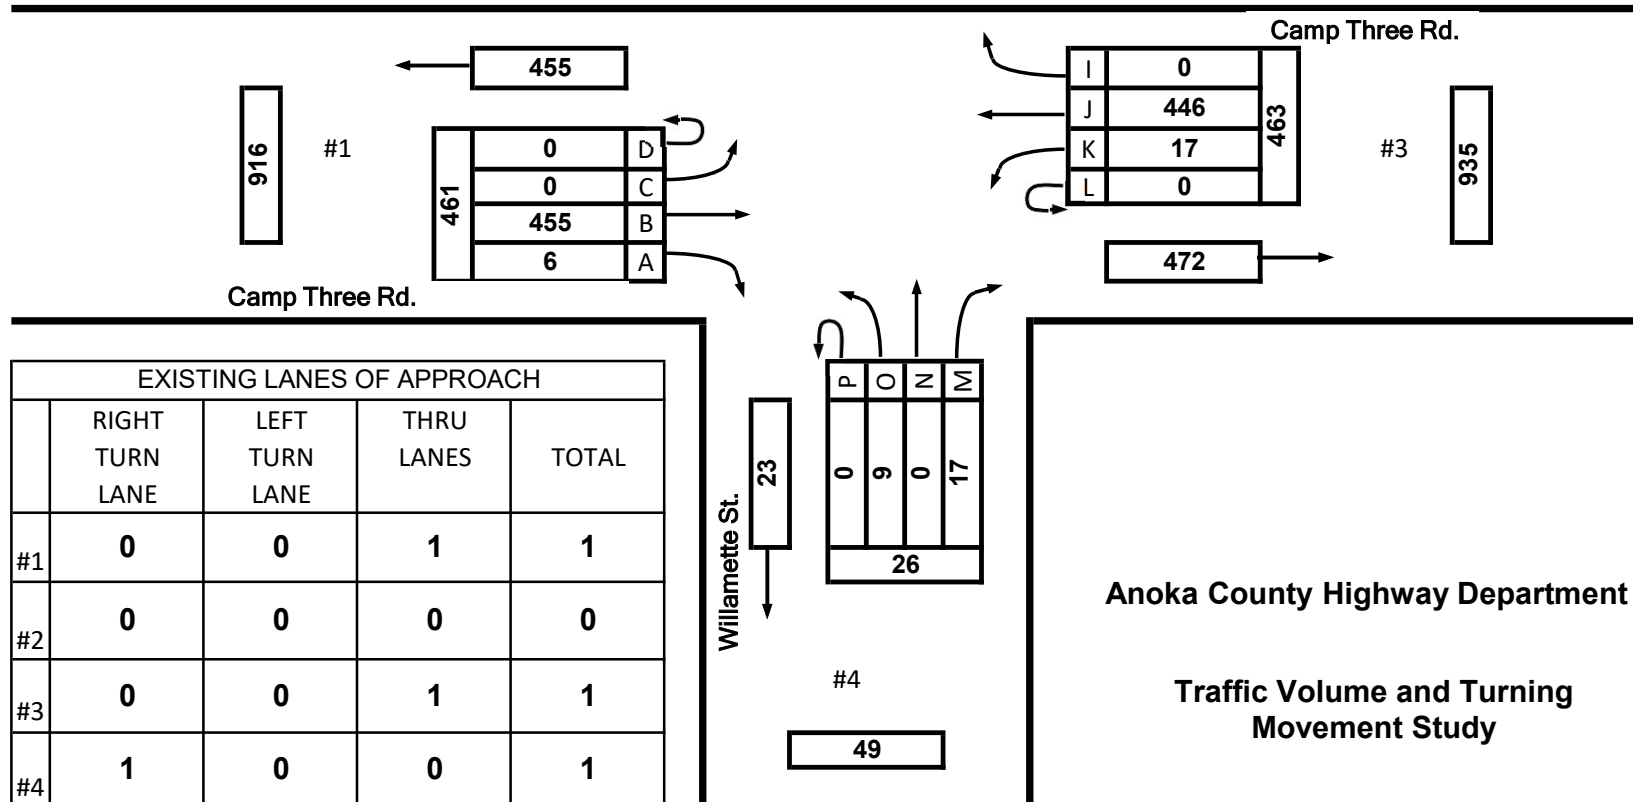 Camp Three Rd.
455
916
#1
461
0 D
0 C
455 B
6 A
Camp Three Rd.
I 0
J 446
K 17
L 0
463
#3
935
472
EXISTING LANES OF APPROACH
RIGHT TURN LANE
LEFT TURN LANE
THRU LANES
TOTAL
#1 0 0 1 1
#2 0 0 0 0
#3 0 0 1 1
#4 1 0 0 1
Willamette St.
23
P O N M
0 9 0 17
26
#4
49
Anoka County Highway Department
Traffic Volume and Turning
Movement Study